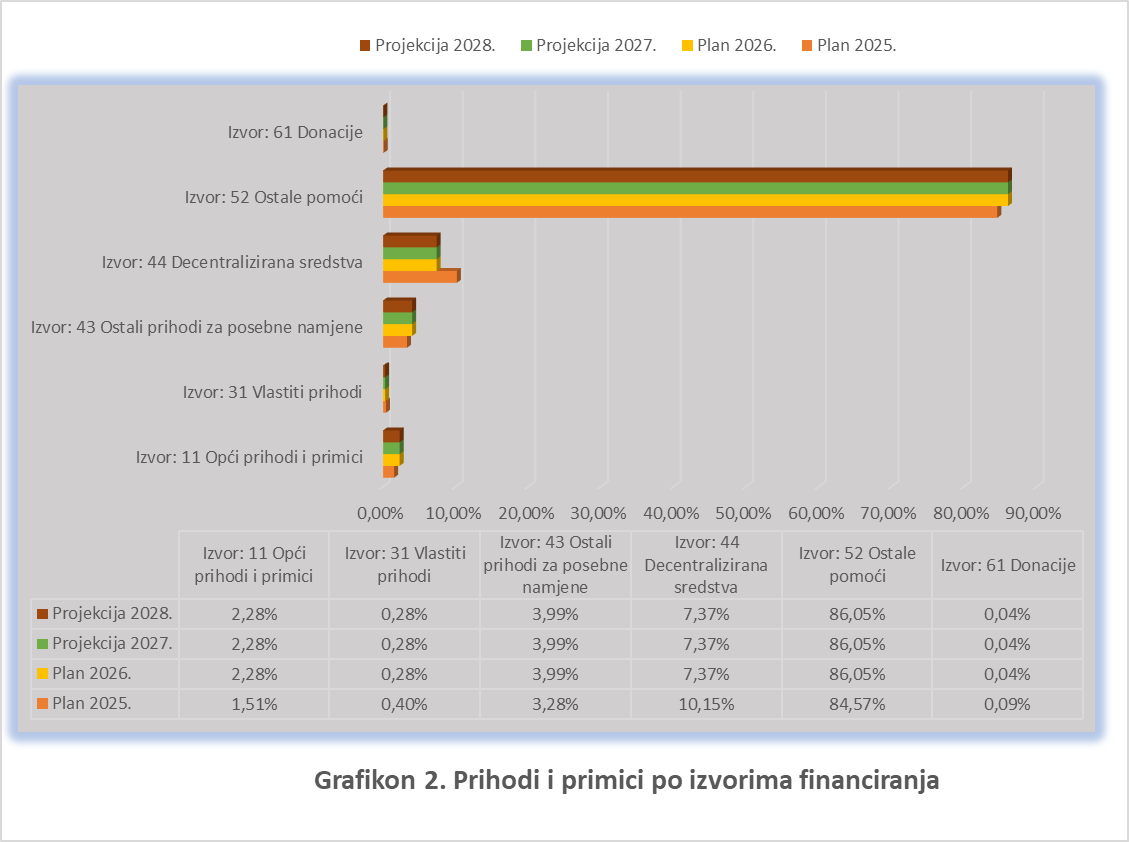 Projekcija 2028. Projekcija 2027. Plan 2026. Plan 2025.
Izvor: 61 Donacije
Izvor: 52 Ostale pomoći
Izvor: 44 Decentralizirana sredstva
Izvor: 43 Ostali prihodi za posebne namjene
Izvor: 31 Vlastiti prihodi
Izvor: 11 Opći prihodi i primici
0,00% 10,00% 20,00% 30,00% 40,00% 50,00% 60,00% 70,00% 80,00% 90,00%
Izvor: 11 Opći
prihodi i primici
Izvor: 31 Vlastiti
prihodi
Izvor: 43 Ostali
prihodi za posebne
namjene
Izvor: 44
Decentralizirana
sredstva
Izvor: 52 Ostale
pomoći
Izvor: 61 Donacije
Projekcija 2028. 2,28% 0,28% 3,99% 7,37% 86,05% 0,04%
Projekcija 2027. 2,28% 0,28% 3,99% 7,37% 86,05% 0,04%
Plan 2026. 2,28% 0,28% 3,99% 7,37% 86,05% 0,04%
Plan 2025. 1,51% 0,40% 3,28% 10,15% 84,57% 0,09%
Grafikon 2. Prihodi i primici po izvorima financiranja